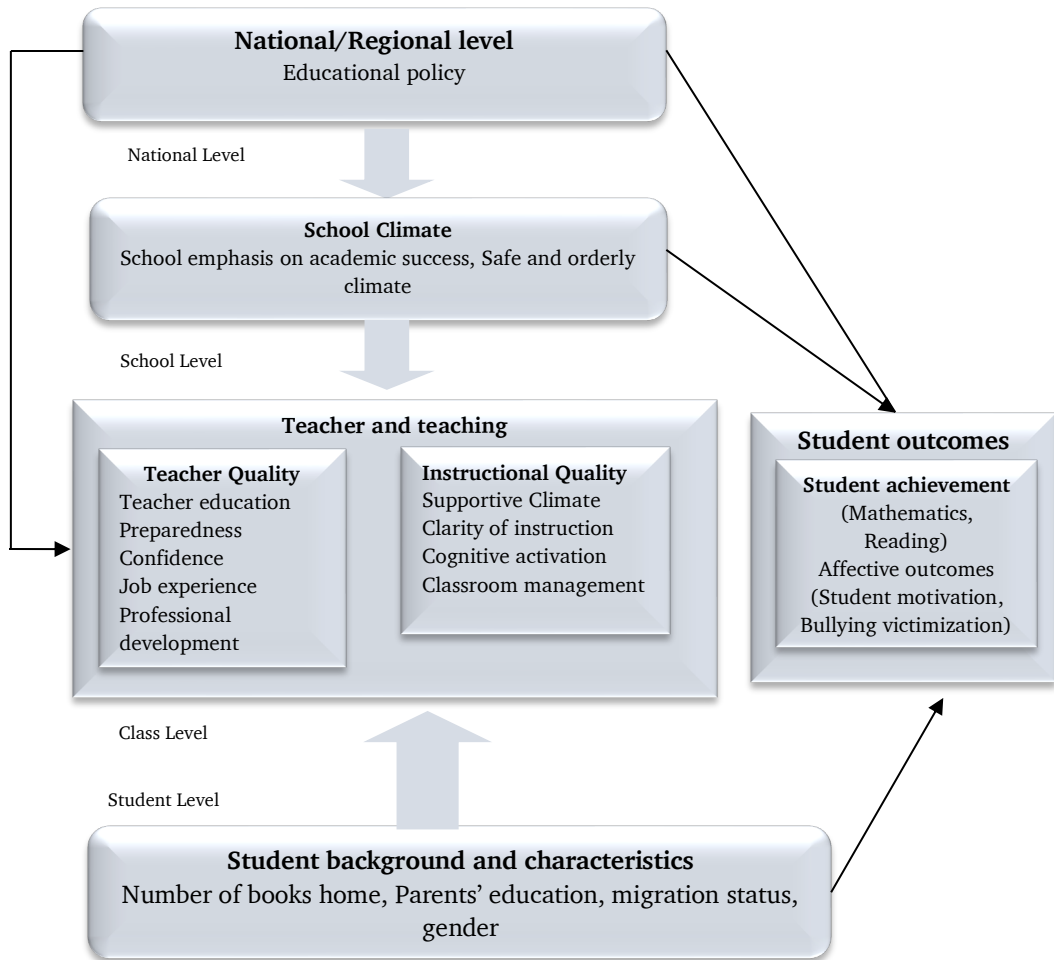 National/Regional level
Educational policy
National Level
School Climate
School emphasis on academic success, Safe and orderly
climate
School Level
Teacher and teaching
Teacher Quality
Teacher education
Preparedness
Confidence
Job experience
Professional
development
Instructional Quality
Supportive Climate
Clarity of instruction
Cognitive activation
Classroom management
Student outcomes
Student achievement
(Mathematics,
Reading)
Affective outcomes
(Student motivation,
Bullying victimization)
Class Level
Student Level
Student background and characteristics
Number of books home, Parents’ education, migration status,
gender